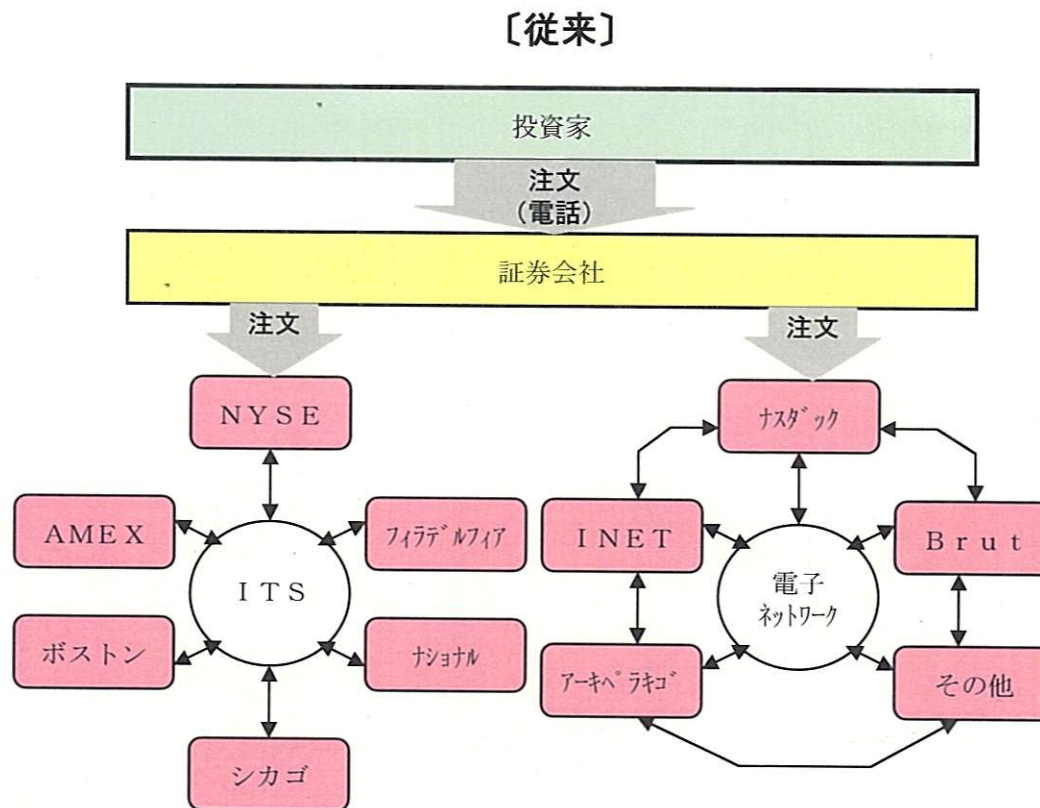 〔従来〕
投資家
注文
(電話)
証券会社
注文
注文
ＮＹＳＥ
ＡＭＥＸ
フィラデルフィア
ＩＴＳ
ボストン
ナショナル
シカゴ
ナスダック
ＩＮＥＴ
Ｂｒｕｔ
電子
ネットワーク
アーキペラキゴ
その他